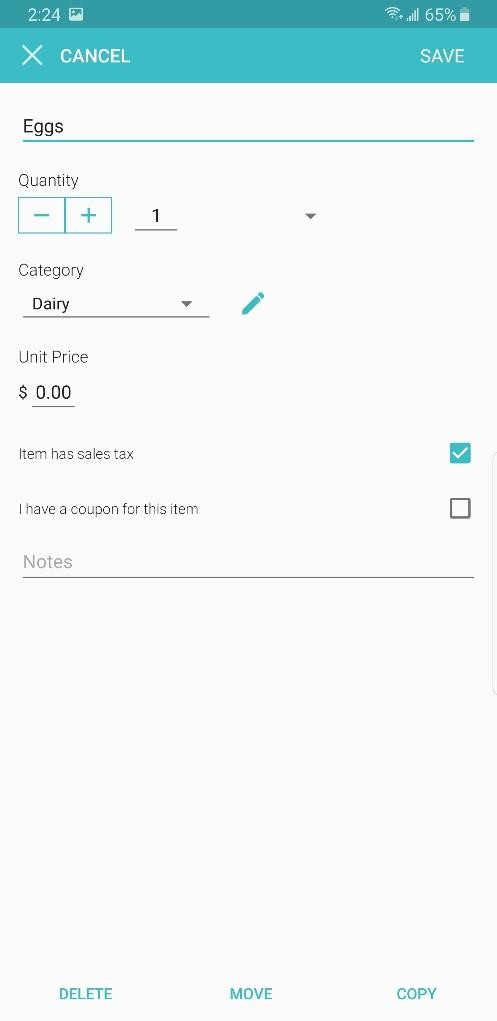 2:24 65%
CANCEL SAVE
Eggs
Quantity
1
Category
Dairy
Unit Price
$ 0.00
Item has sales tax
I have a coupon for this item
Notes
DELETE MOVE COPY